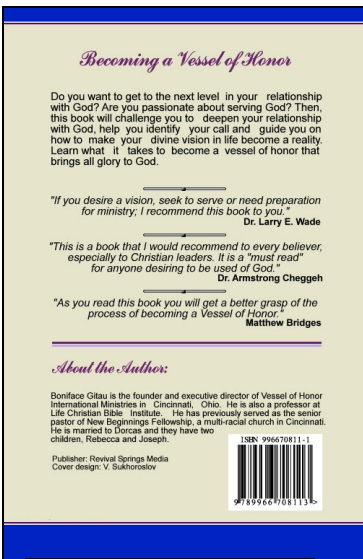 Becoming a Vessel of Honor
Do you want to get to the next level in your relationship
with God? Are you passionate about serving God? Then,
this book will challenge you to deepen your relationship
with God, help you identify your call and guide you on
how to make your divine vision in life become a reality.
Learn what it takes to become a vessel of honor that
brings all glory to God.
"If you desire a vision, seek to serve or need preparation
for ministry; I recommend this book to you."
Dr. Larry E. Wade
"This is a book that I would recommend to every believer,
especially to Christian leaders. It is a "must read"
for anyone desiring to be used of God."
Dr. Armstrong Cheggeh
"As you read this book you will get a better grasp of the
process of becoming a Vessel of Honor."
Matthew Bridges
About the Author:
Boniface Gitau is the founder and executive director of Vessel of Honor
International Ministries in Cincinnati, Ohio. He is also a professor at
Life Christian Bible Institute. He has previously served as the senior
pastor of New Beginnings Fellowship, a multi-racial church in Cincinnati.
He is married to Dorcas and they have two
children, Rebecca and Joseph.
Publisher: Revival Springs Media
Cover design: V. Sukhoroslov
ISBN 996670811-1
9789966708113>